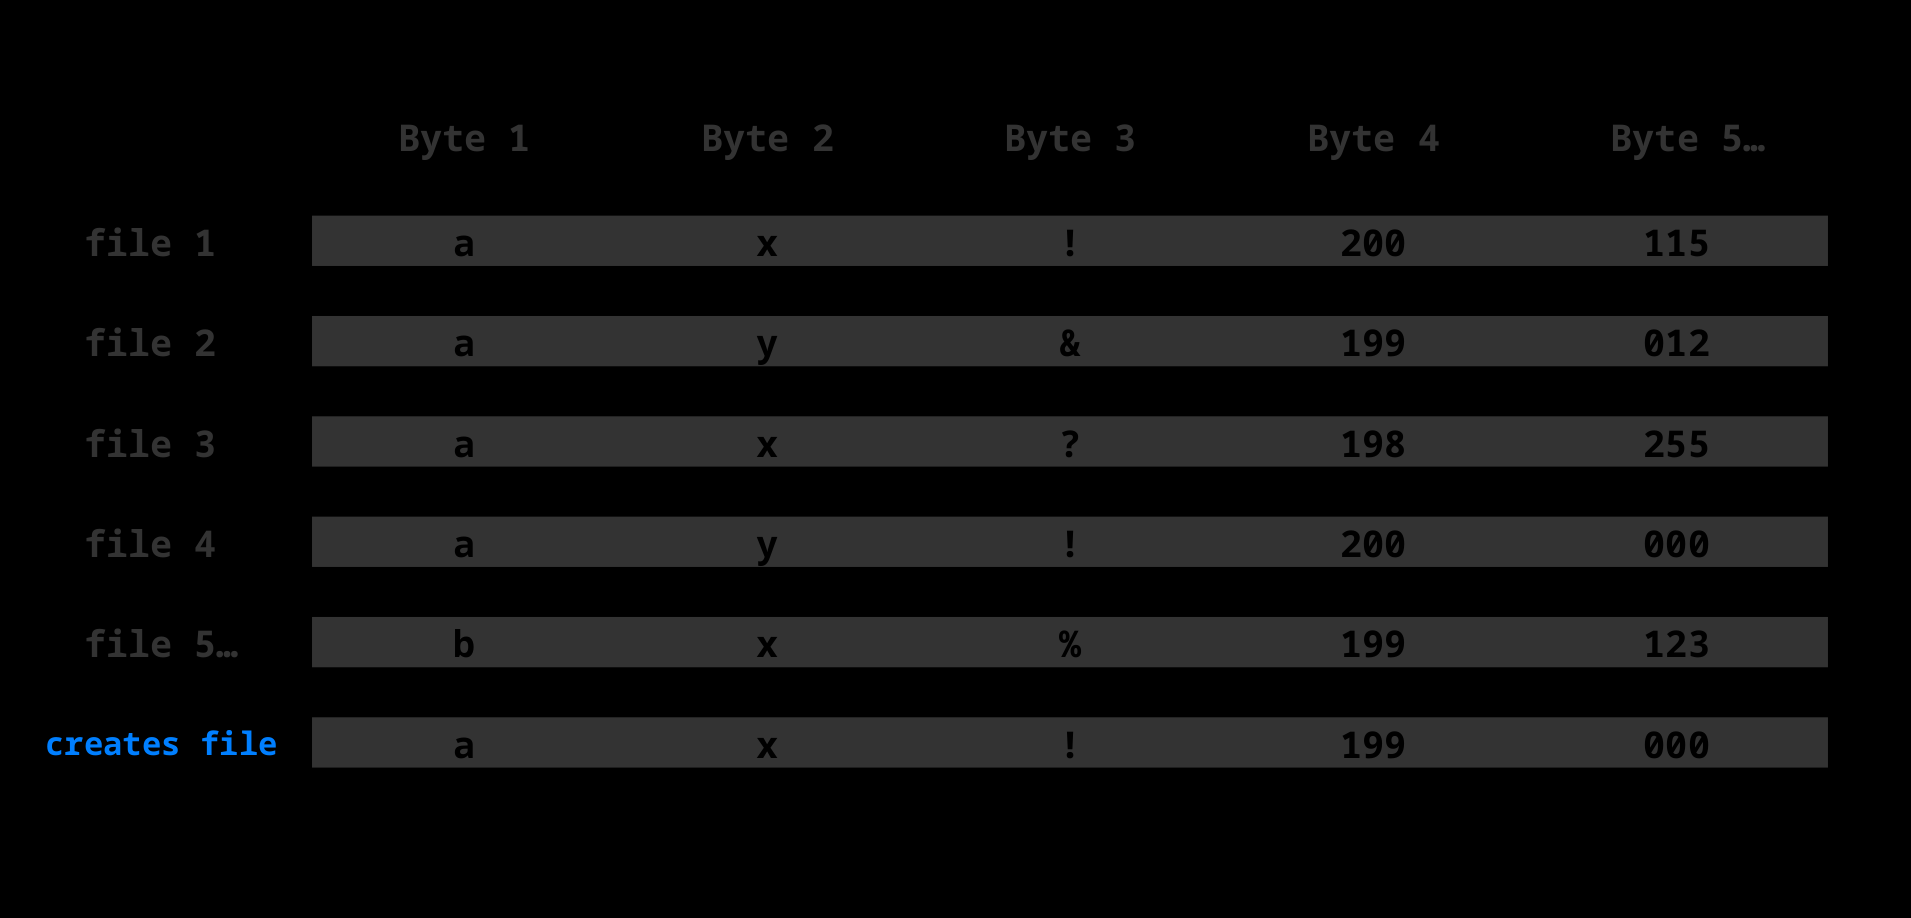 Byte 1 Byte 2 Byte 3 Byte 4 Byte 5…
file 1 a x ! 200 115
file 2 a y & 199 012
file 3 a x ? 198 255
file 4 a y ! 200 000
file 5… b x % 199 123
creates file a x ! 199 000